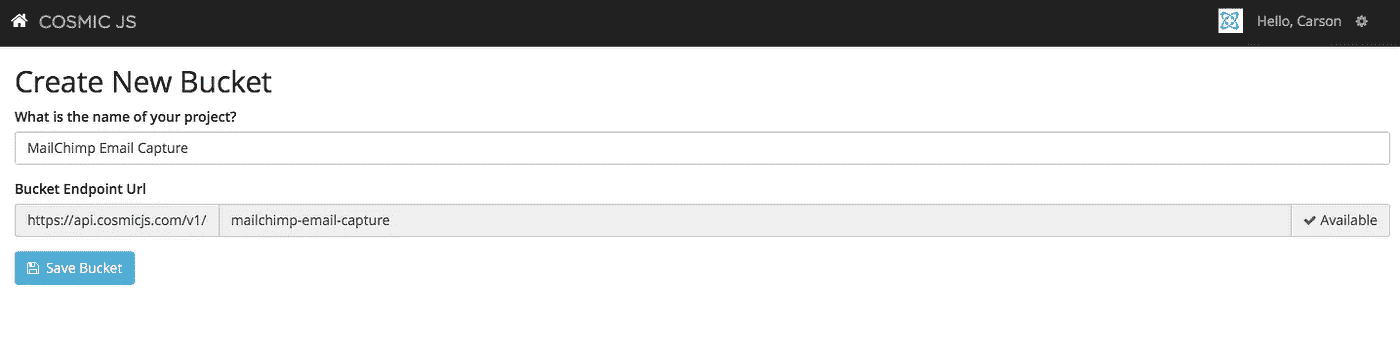 COSMIC JS Hello, Carson
Create New Bucket
What is the name of your project?
MailChimp Email Capture
Bucket Endpoint Url
https://api.cosmicjs.com/v1/ mailchimp-email-capture Available
Save Bucket